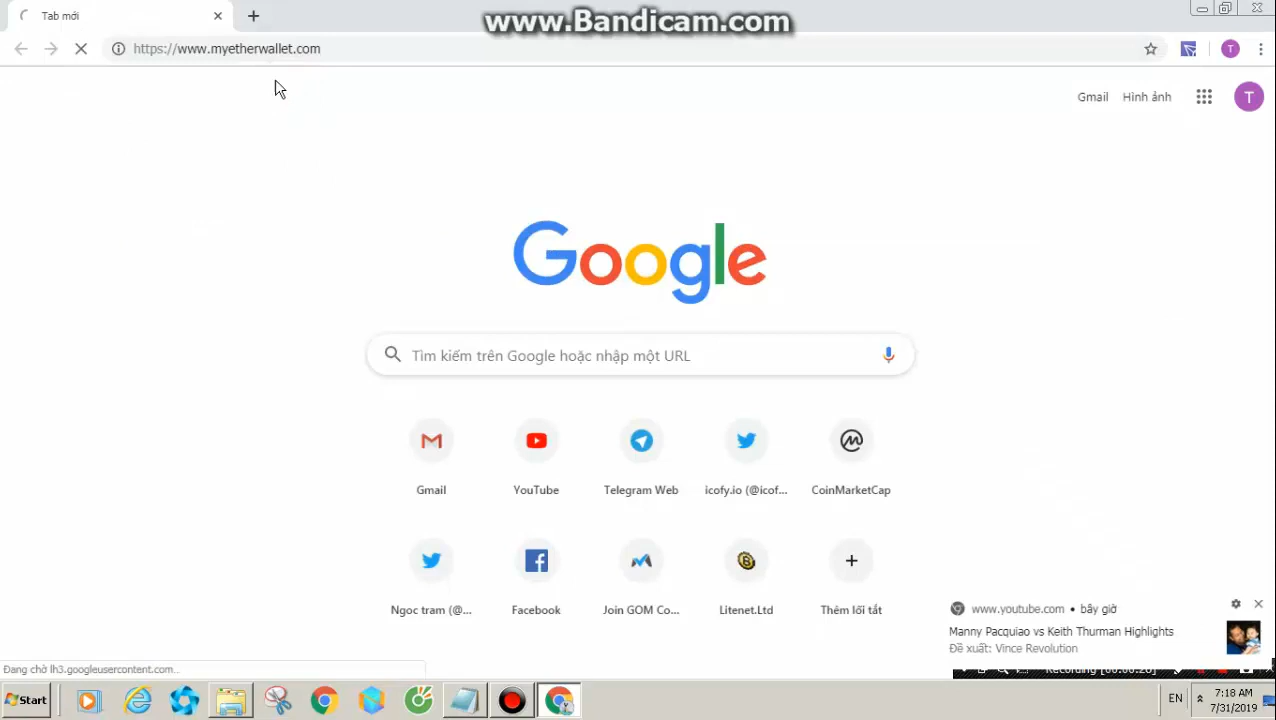 www.Bandicam.com
Tab mới
https://www.myetherwallet.com
T
Gmail
Hình ảnh
T
Google
Tìm kiếm trên Google hoặc nhập một URL
Gmail
YouTube
Telegram Web
icofy.io (@icof...
CoinMarketCap
Ngoc tram (@...
Facebook
Join GOM Co...
Litenet.Ltd
Thêm lối tắt
www.youtube.com • bây giờ
Manny Pacquiao vs Keith Thurman Highlights
Đề xuất: Vince Revolution
Đang chờ lh3.googleusercontent.com...
Start
EN
7:18 AM
7/31/2019